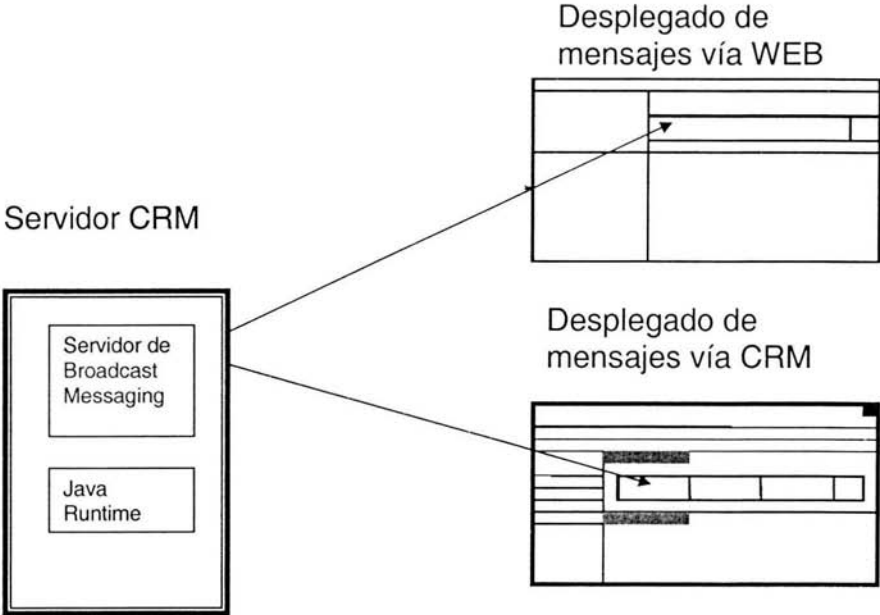 Desplegado de
mensajes vía WEB
Servidor CRM
Servidor de
Broadcast
Messaging
Java
Runtime
Desplegado de
mensajes vía CRM